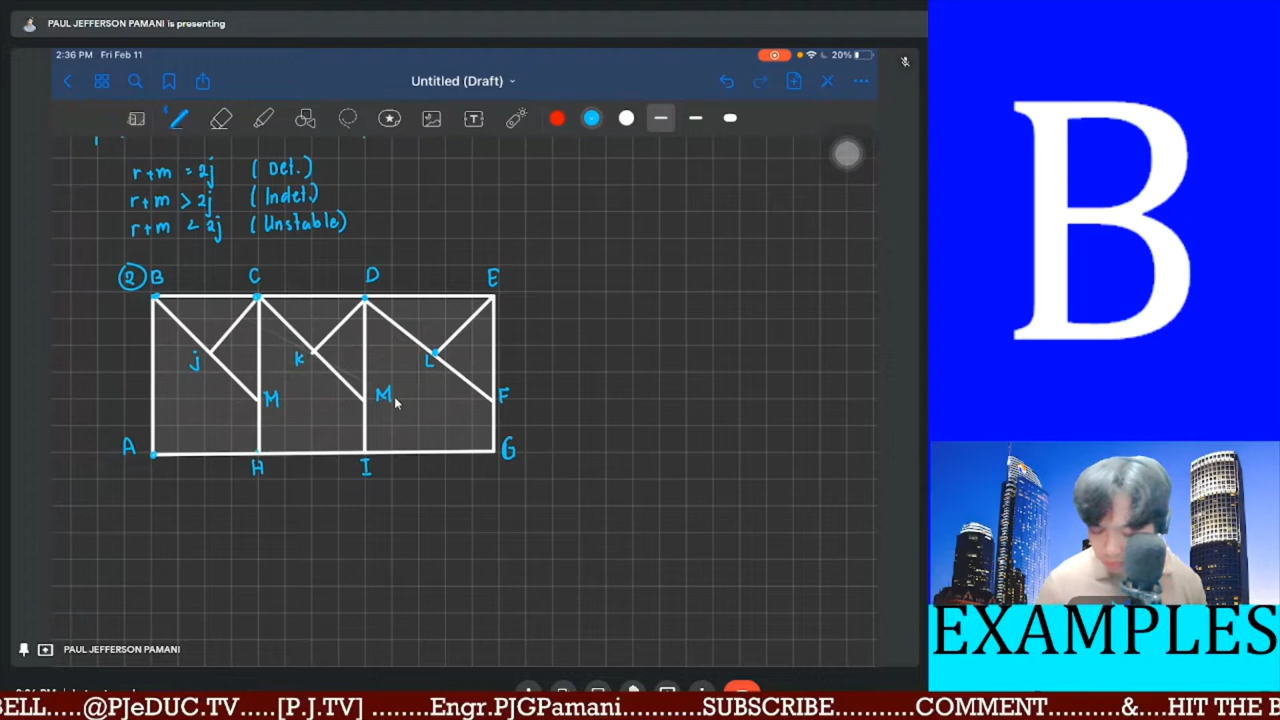 PAUL JEFFERSON PAMANI is presenting
2:36 PM Fri Feb 11
20%
Untitled (Draft)
T
r+m = 2j (Det.)
r+m > 2j (Indet.)
r+m < 2j (Unstable)
2 B C D E
j K L
M M F
A H I G
PAUL JEFFERSON PAMANI
B
EXAMPLES
BELL.....@PJeDUC.TV.....[P.J.TV] Engr.PJGPamani..........SUBSCRIBE..........COMMENT..........&....HIT THE B